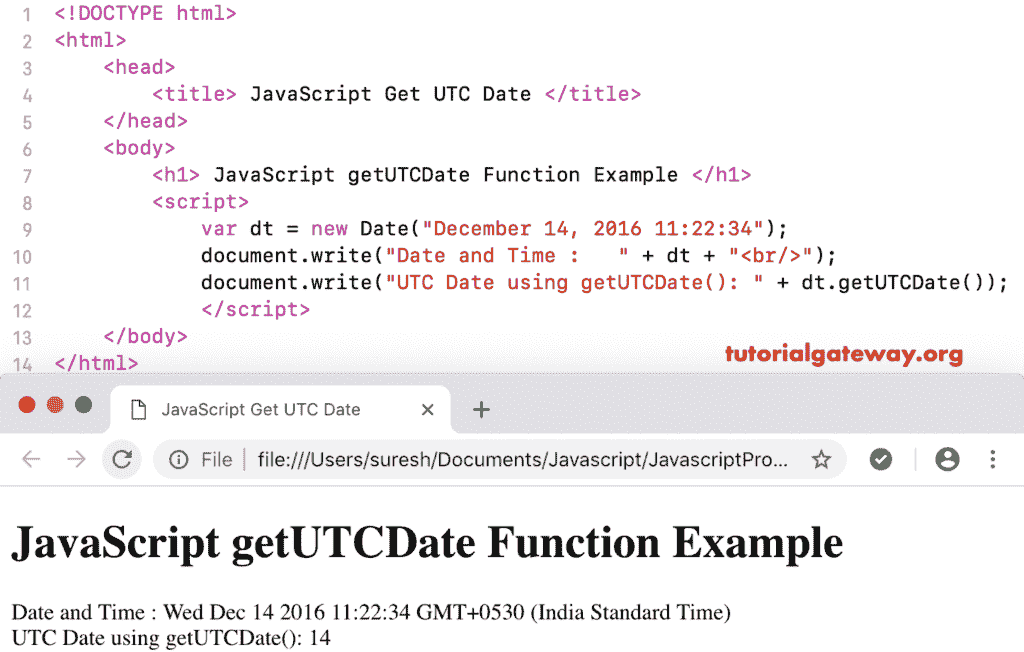 1 <!DOCTYPE html>
2 <html>
3     <head>
4         <title> JavaScript Get UTC Date </title>
5     </head>
6     <body>
7         <h1> JavaScript getUTCDate Function Example </h1>
8         <script>
9             var dt = new Date("December 14, 2016 11:22:34");
10             document.write("Date and Time :   " + dt + "<br/>");
11             document.write("UTC Date using getUTCDate(): " + dt.getUTCDate());
12             </script>
13     </body>
14 </html>
tutorialgateway.org
JavaScript Get UTC Date
File | file:///Users/suresh/Documents/Javascript/JavascriptPro...
JavaScript getUTCDate Function Example
Date and Time : Wed Dec 14 2016 11:22:34 GMT+0530 (India Standard Time)
UTC Date using getUTCDate(): 14